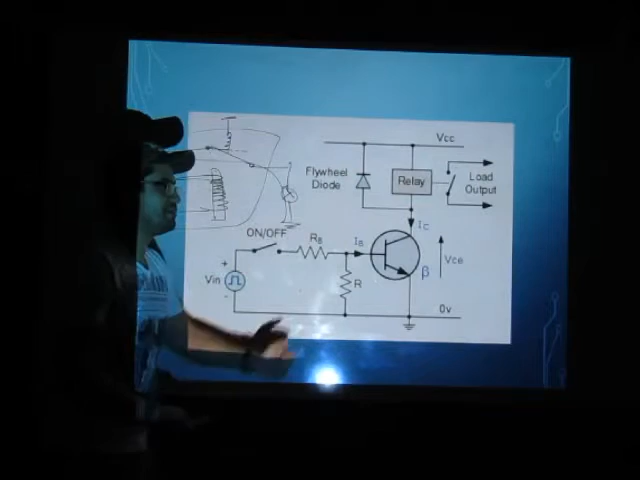 Vcc
Flywheel
Diode
Relay
Load
Output
IC
ON/OFF
RB
IB
Vce
β
+
Vin
-
R
0v